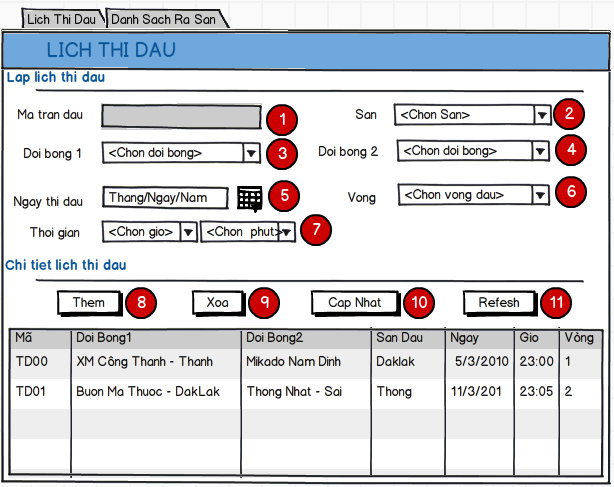 Lich Thi Dau Danh Sach Ra San
LICH THI DAU
Lap lich thi dau
Ma tran dau 1 San <Chon San> 2
Doi bong 1 <Chon doi bong> 3 Doi bong 2 <Chon doi bong> 4
Ngay thi dau Thang/Ngay/Nam 5 Vong <Chon vong dau> 6
Thoi gian <Chon gio> <Chon phut> 7
Chi tiet lich thi dau
Them 8 Xoa 9 Cap Nhat 10 Refesh 11
Mã Doi Bong1 Doi Bong2 San Dau Ngay Gio Vòng
TD00 XM Công Thanh - Thanh Mikado Nam Dinh Daklak 5/3/2010 23:00 1
TD01 Buon Ma Thuoc - DakLak Thong Nhat - Sai Thong 11/3/201 23:05 2